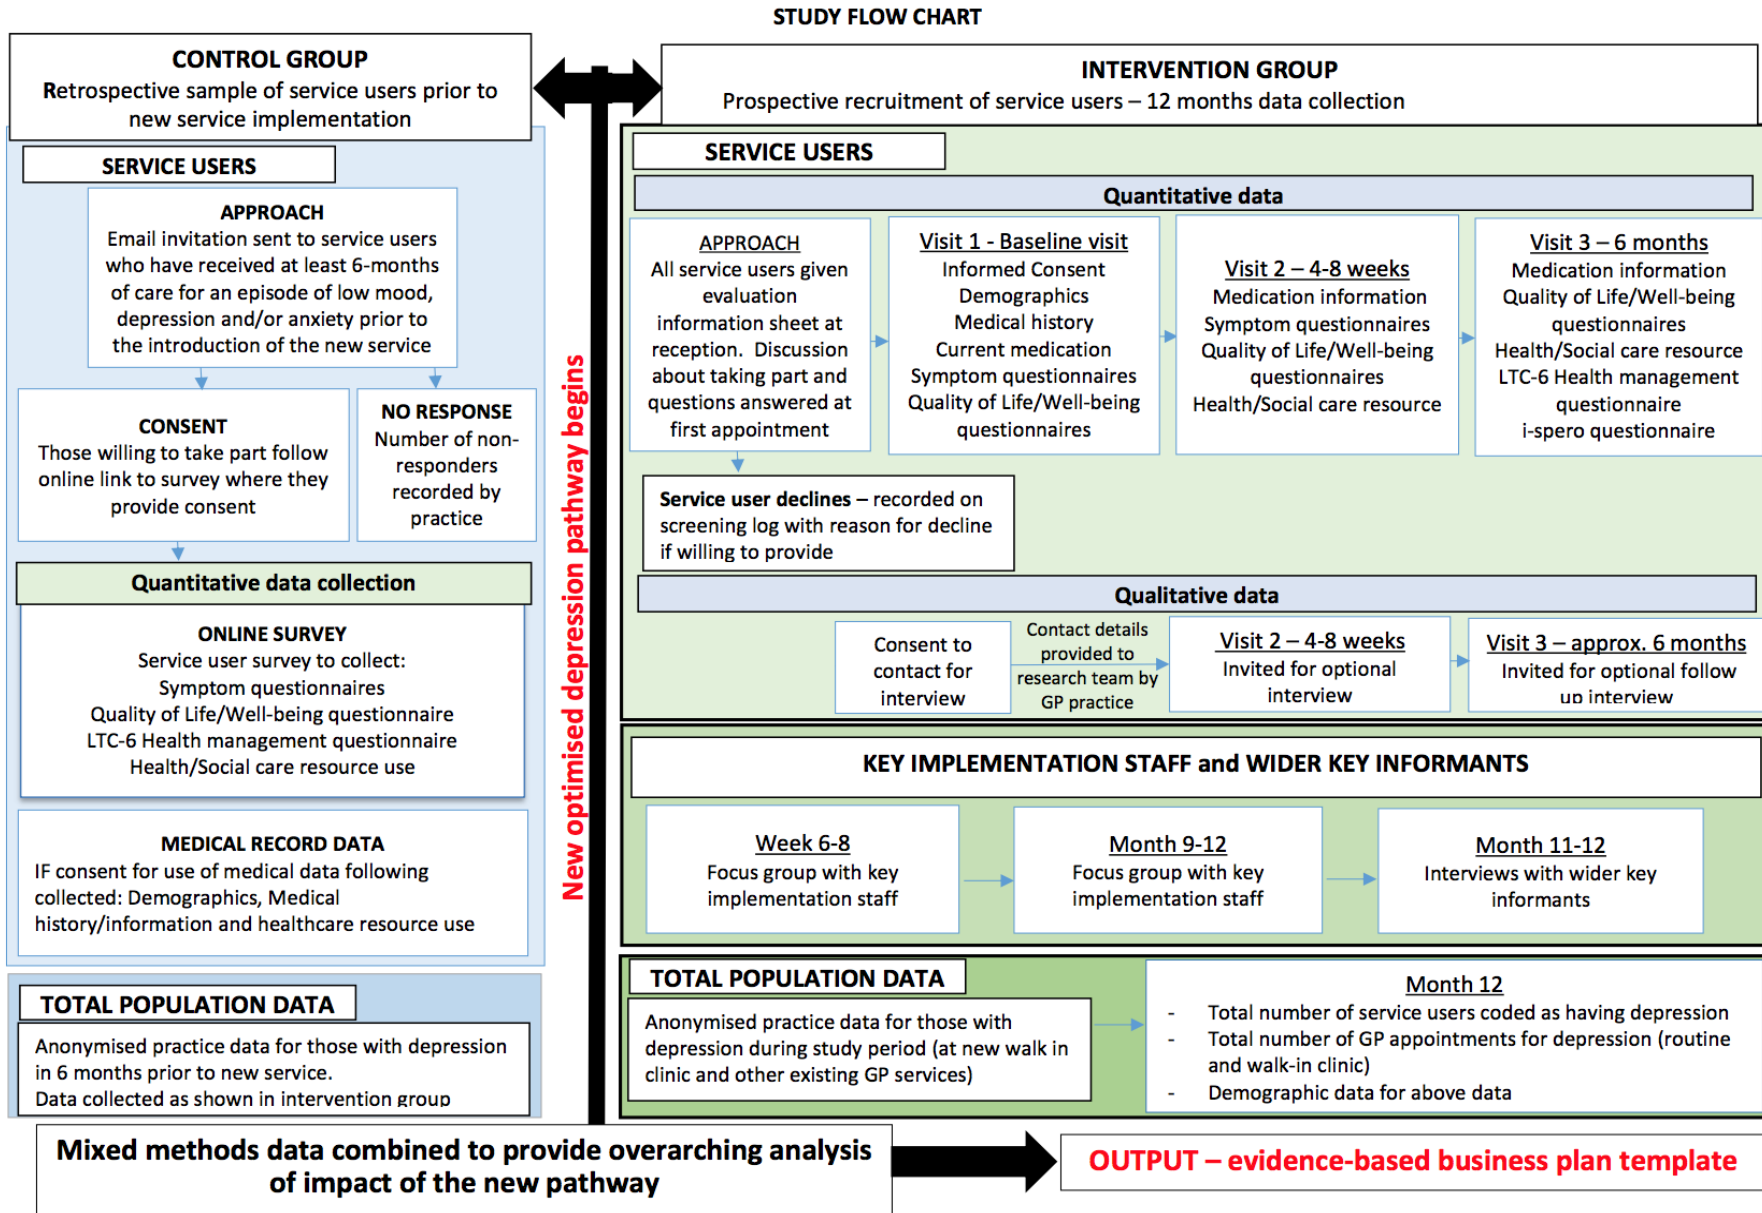 STUDY FLOW CHART
CONTROL GROUP
Retrospective sample of service users prior to
new service implementation
SERVICE USERS
APPROACH
Email invitation sent to service users
who have received at least 6-months
of care for an episode of low mood,
depression and/or anxiety prior to
the introduction of the new service
CONSENT
Those willing to take part follow
online link to survey where they
provide consent
NO RESPONSE
Number of non-
responders
recorded by
practice
Quantitative data collection
ONLINE SURVEY
Service user survey to collect:
Symptom questionnaires
Quality of Life/Well-being questionnaire
LTC-6 Health management questionnaire
Health/Social care resource use
MEDICAL RECORD DATA
IF consent for use of medical data following
collected: Demographics, Medical
history/information and healthcare resource use
TOTAL POPULATION DATA
Anonymised practice data for those with depression
in 6 months prior to new service.
Data collected as shown in intervention group
New optimised depression pathway begins
INTERVENTION GROUP
Prospective recruitment of service users – 12 months data collection
SERVICE USERS
Quantitative data
APPROACH
All service users given
evaluation
information sheet at
reception.  Discussion
about taking part and
questions answered at
first appointment
Visit 1 - Baseline visit
Informed Consent
Demographics
Medical history
Current medication
Symptom questionnaires
Quality of Life/Well-being
questionnaires
Visit 2 – 4-8 weeks
Medication information
Symptom questionnaires
Quality of Life/Well-being
questionnaires
Health/Social care resource
Visit 3 – 6 months
Medication information
Quality of Life/Well-being
questionnaires
Health/Social care resource
LTC-6 Health management
questionnaire
i-spero questionnaire
Service user declines – recorded on
screening log with reason for decline
if willing to provide
Qualitative data
Consent to
contact for
interview
Contact details
provided to
research team by
GP practice
Visit 2 – 4-8 weeks
Invited for optional
interview
Visit 3 – approx. 6 months
Invited for optional follow
up interview
KEY IMPLEMENTATION STAFF and WIDER KEY INFORMANTS
Week 6-8
Focus group with key
implementation staff
Month 9-12
Focus group with key
implementation staff
Month 11-12
Interviews with wider key
informants
TOTAL POPULATION DATA
Anonymised practice data for those with
depression during study period (at new walk in
clinic and other existing GP services)
Month 12
- Total number of service users coded as having depression
- Total number of GP appointments for depression (routine
and walk-in clinic)
- Demographic data for above data
Mixed methods data combined to provide overarching analysis
of impact of the new pathway
OUTPUT – evidence-based business plan template